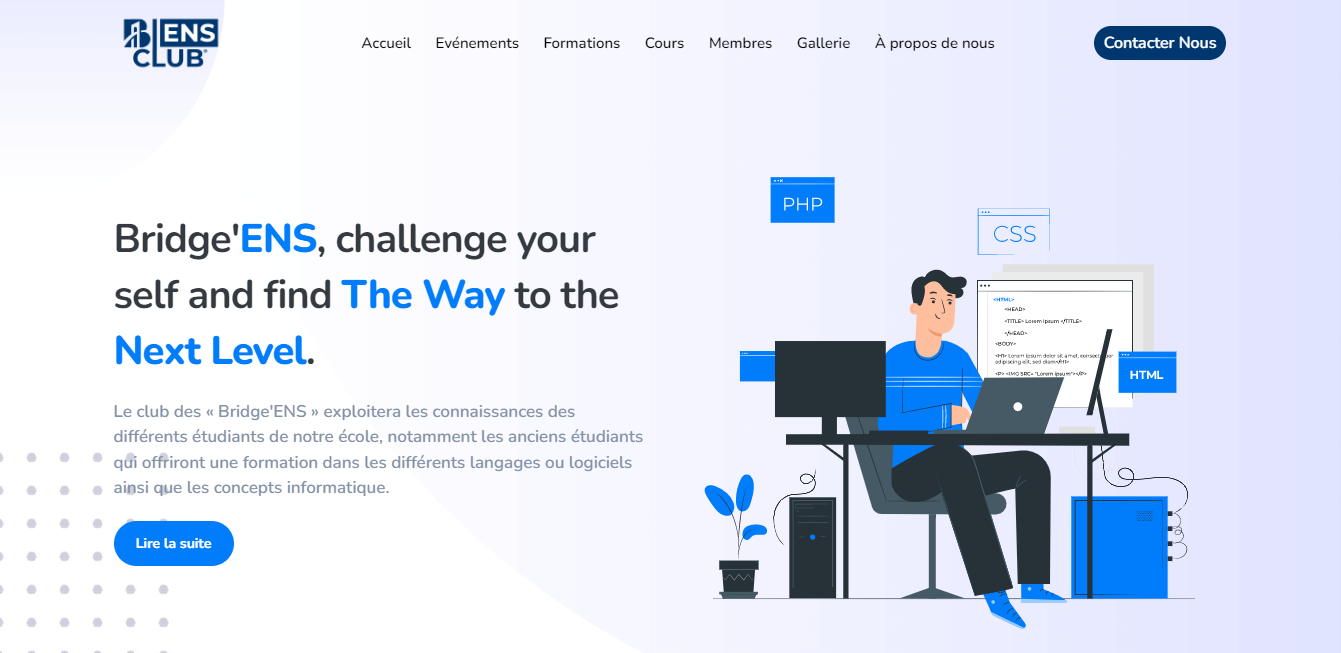 B ENS
CLUB
Accueil Evénements Formations Cours Membres Gallerie À propos de nous
Contacter Nous
PHP
CSS
Bridge'ENS, challenge your
self and find The Way to the
Next Level.
<HTML>
<HEAD>
<TITLE> Lorem ipsum </TITLE>
</HEAD>
<BODY>
<H1> Lorem ipsum dolor sit amet, consectetuer
adipiscing elit, sed diam</H1>
<P> <IMG SRC= "Lorem ipsum"></P>
HTML
Le club des « Bridge'ENS » exploitera les connaissances des
différents étudiants de notre école, notamment les anciens étudiants
qui offriront une formation dans les différents langages ou logiciels
ainsi que les concepts informatique.
Lire la suite